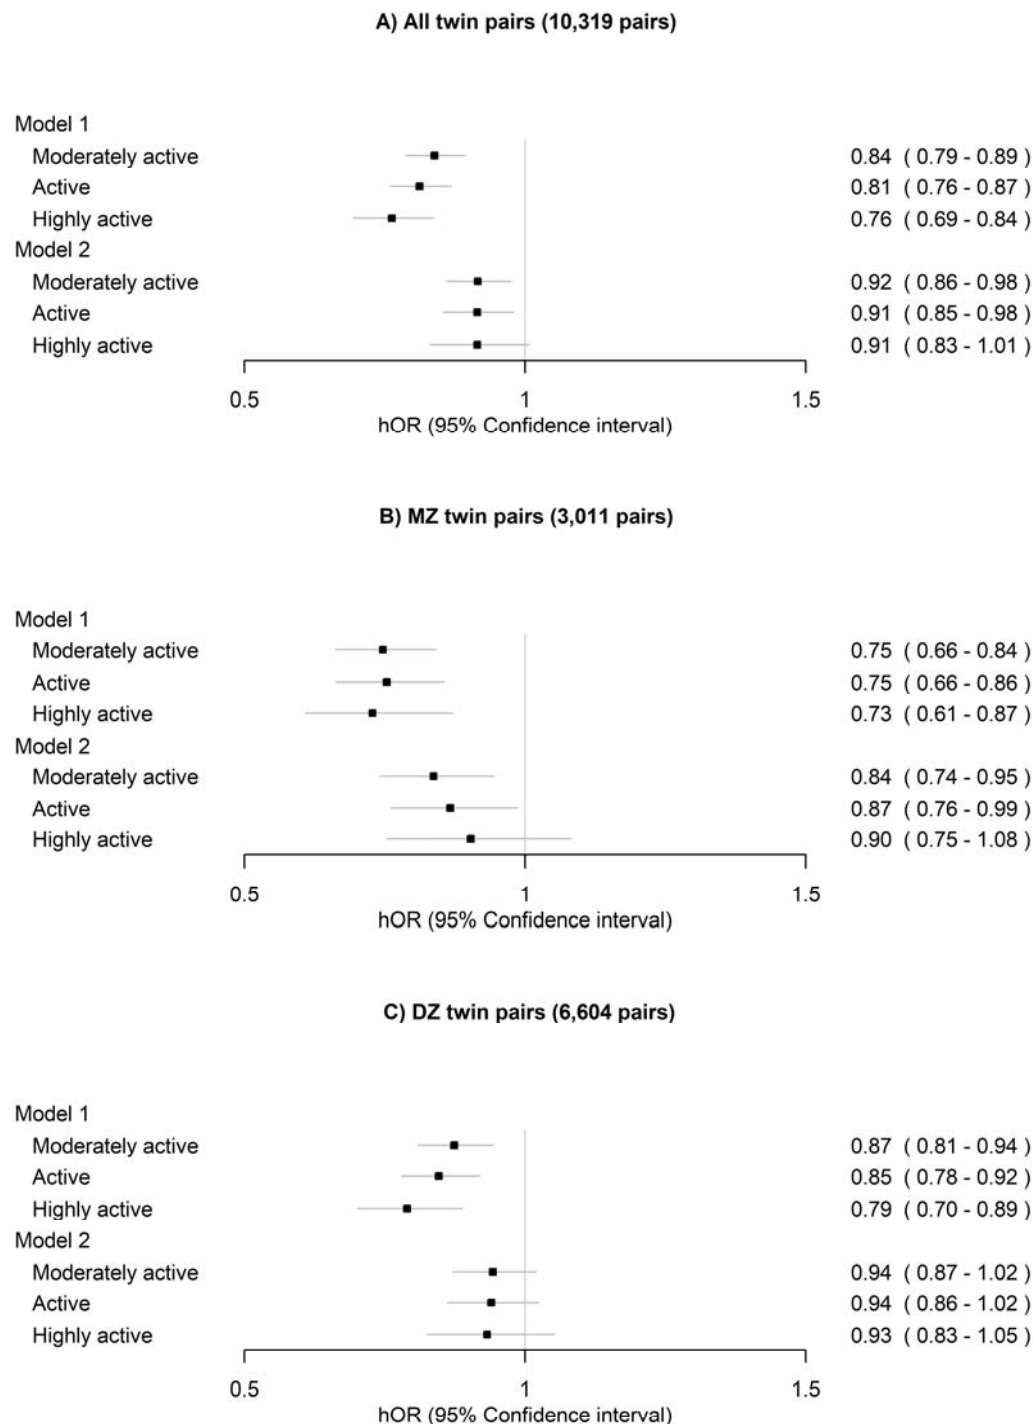 A) All twin pairs (10,319 pairs)
Model 1
Moderately active 0.84 ( 0.79 - 0.89 )
Active 0.81 ( 0.76 - 0.87 )
Highly active 0.76 ( 0.69 - 0.84 )
Model 2
Moderately active 0.92 ( 0.86 - 0.98 )
Active 0.91 ( 0.85 - 0.98 )
Highly active 0.91 ( 0.83 - 1.01 )
0.5 1 1.5
hOR (95% Confidence interval)
B) MZ twin pairs (3,011 pairs)
Model 1
Moderately active 0.75 ( 0.66 - 0.84 )
Active 0.75 ( 0.66 - 0.86 )
Highly active 0.73 ( 0.61 - 0.87 )
Model 2
Moderately active 0.84 ( 0.74 - 0.95 )
Active 0.87 ( 0.76 - 0.99 )
Highly active 0.90 ( 0.75 - 1.08 )
0.5 1 1.5
hOR (95% Confidence interval)
C) DZ twin pairs (6,604 pairs)
Model 1
Moderately active 0.87 ( 0.81 - 0.94 )
Active 0.85 ( 0.78 - 0.92 )
Highly active 0.79 ( 0.70 - 0.89 )
Model 2
Moderately active 0.94 ( 0.87 - 1.02 )
Active 0.94 ( 0.86 - 1.02 )
Highly active 0.93 ( 0.83 - 1.05 )
0.5 1 1.5
hOR (95% Confidence interval)